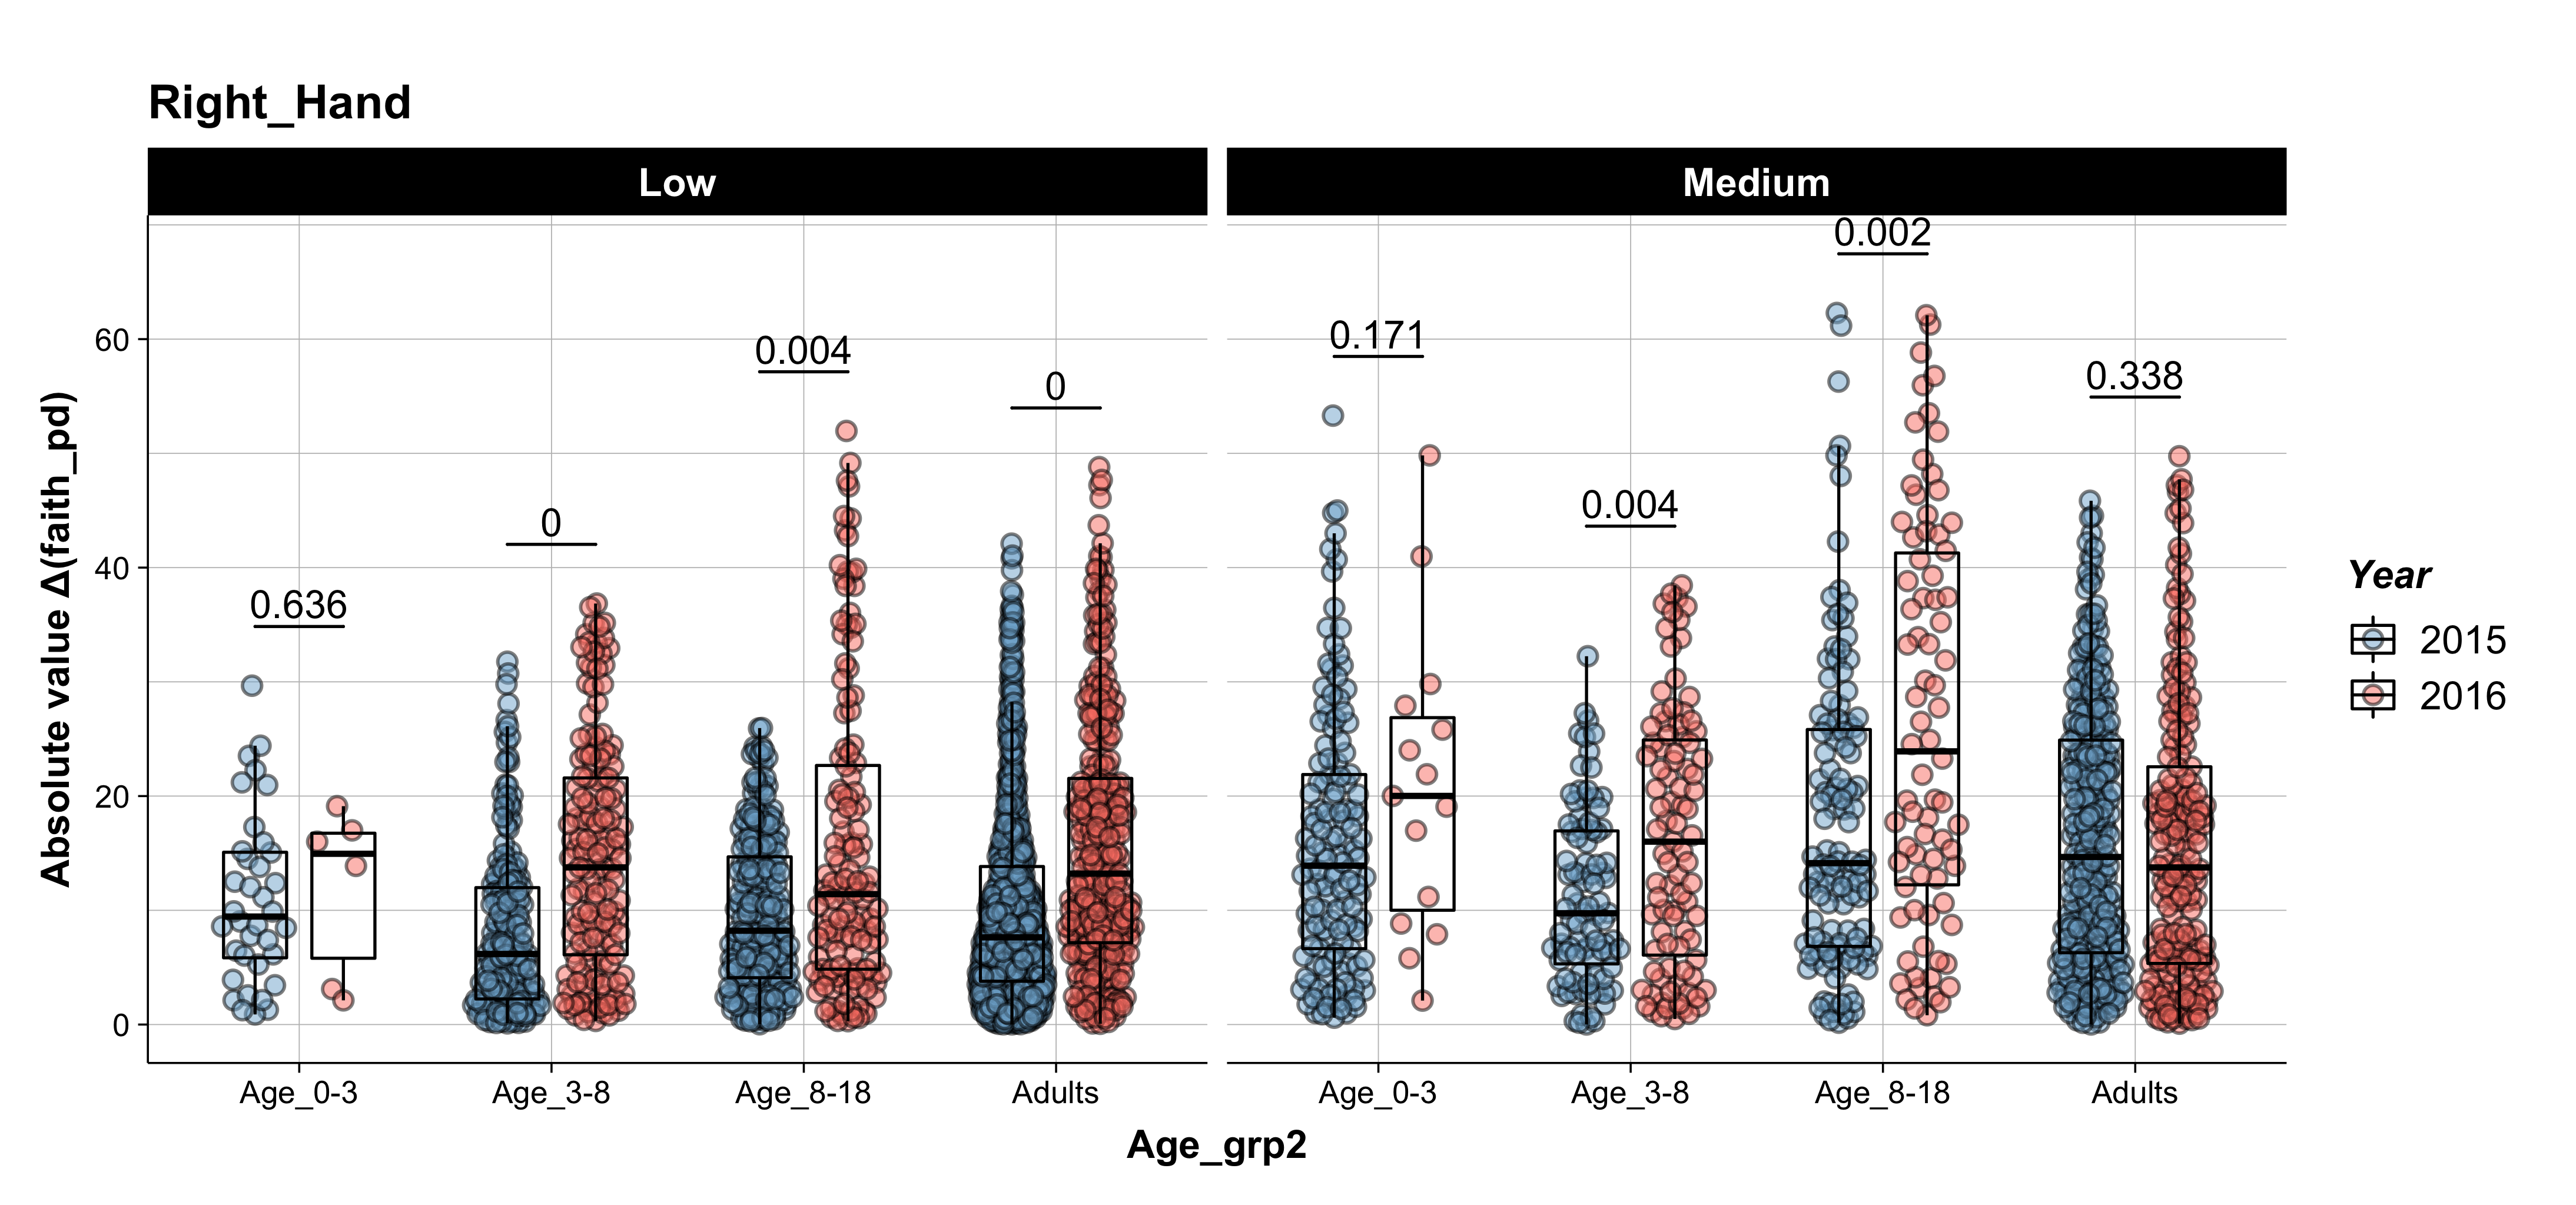 Right_Hand
Low
Medium
0.002
0.171
0.004
0
0.338
0
0.004
0.636
60
40
20
0
Absolute value Δ(faith_pd)
Age_0-3
Age_3-8
Age_8-18
Adults
Age_0-3
Age_3-8
Age_8-18
Adults
Age_grp2
Year
2015
2016